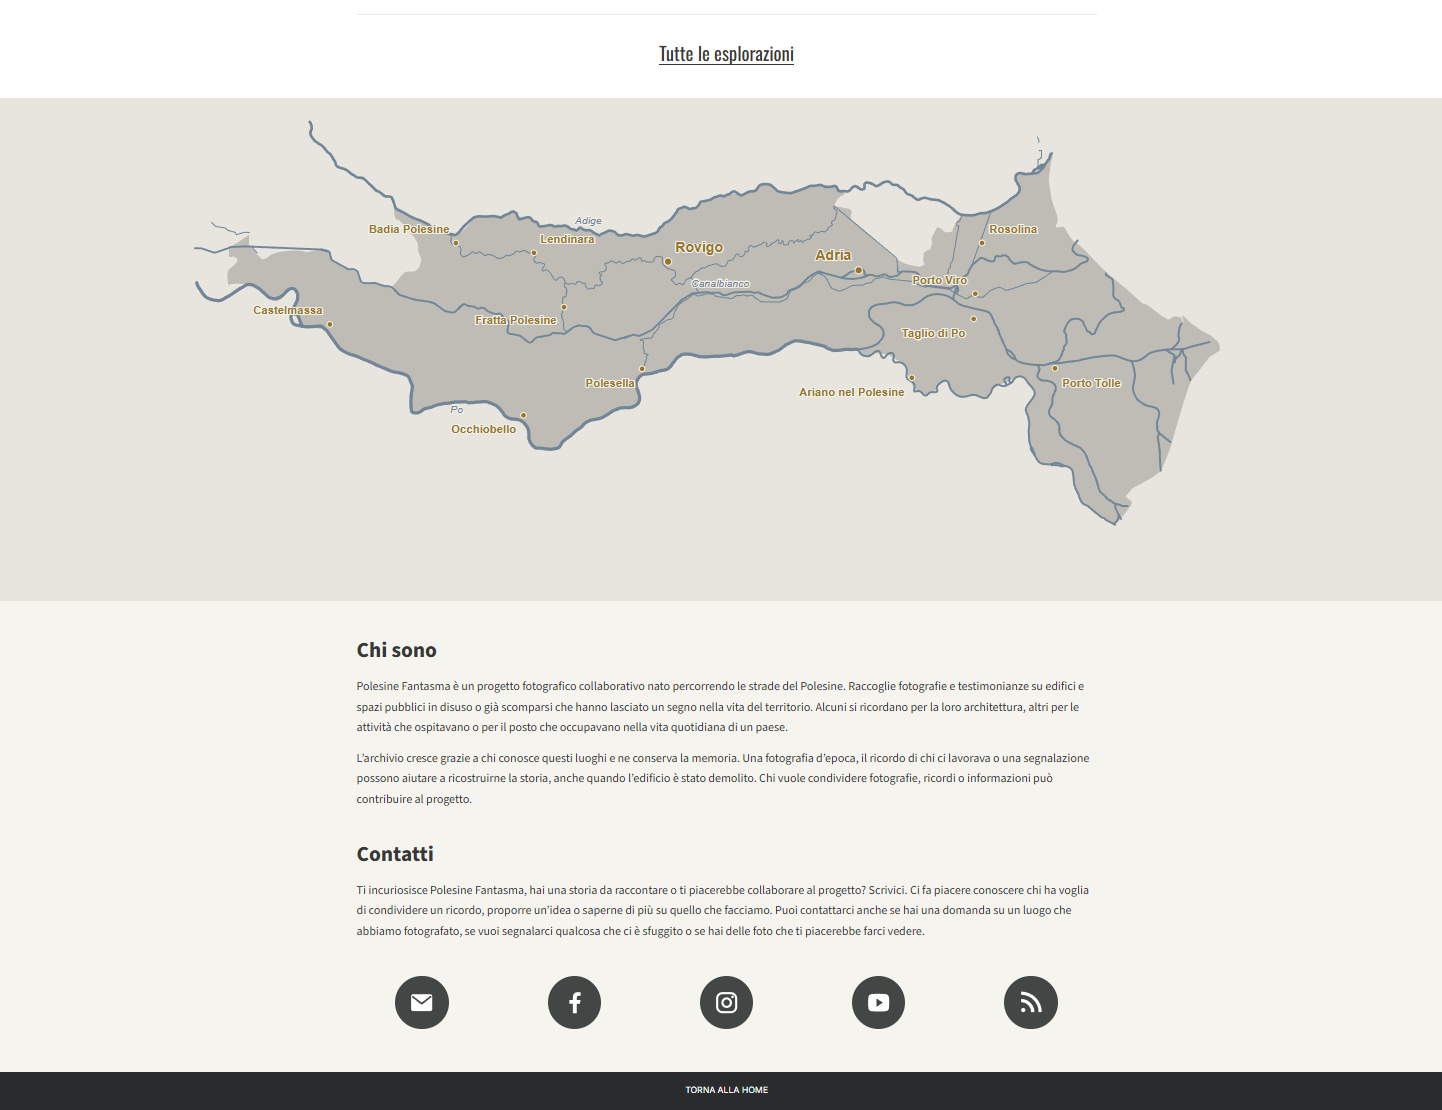 Tutte le esplorazioni
Adige
Badia Polesine
Lendinara
Rosolina
Rovigo
Adria
Canalbianco
Porto Viro
Castelmassa
Fratta Polesine
Taglio di Po
Polesella
Porto Tolle
Ariano nel Polesine
Po
Occhiobello
Chi sono
Polesine Fantasma è un progetto fotografico collaborativo nato percorrendo le strade del Polesine. Raccoglie fotografie e testimonianze su edifici e
spazi pubblici in disuso o già scomparsi che hanno lasciato un segno nella vita del territorio. Alcuni si ricordano per la loro architettura, altri per le
attività che ospitavano o per il posto che occupavano nella vita quotidiana di un paese.
L’archivio cresce grazie a chi conosce questi luoghi e ne conserva la memoria. Una fotografia d’epoca, il ricordo di chi ci lavorava o una segnalazione
possono aiutare a ricostruirne la storia, anche quando l’edificio è stato demolito. Chi vuole condividere fotografie, ricordi o informazioni può
contribuire al progetto.
Contatti
Ti incuriosisce Polesine Fantasma, hai una storia da raccontare o ti piacerebbe collaborare al progetto? Scrivici. Ci fa piacere conoscere chi ha voglia
di condividere un ricordo, proporre un’idea o saperne di più su quello che facciamo. Puoi contattarci anche se hai una domanda su un luogo che
abbiamo fotografato, se vuoi segnalarci qualcosa che ci è sfuggito o se hai delle foto che ti piacerebbe farci vedere.
TORNA ALLA HOME